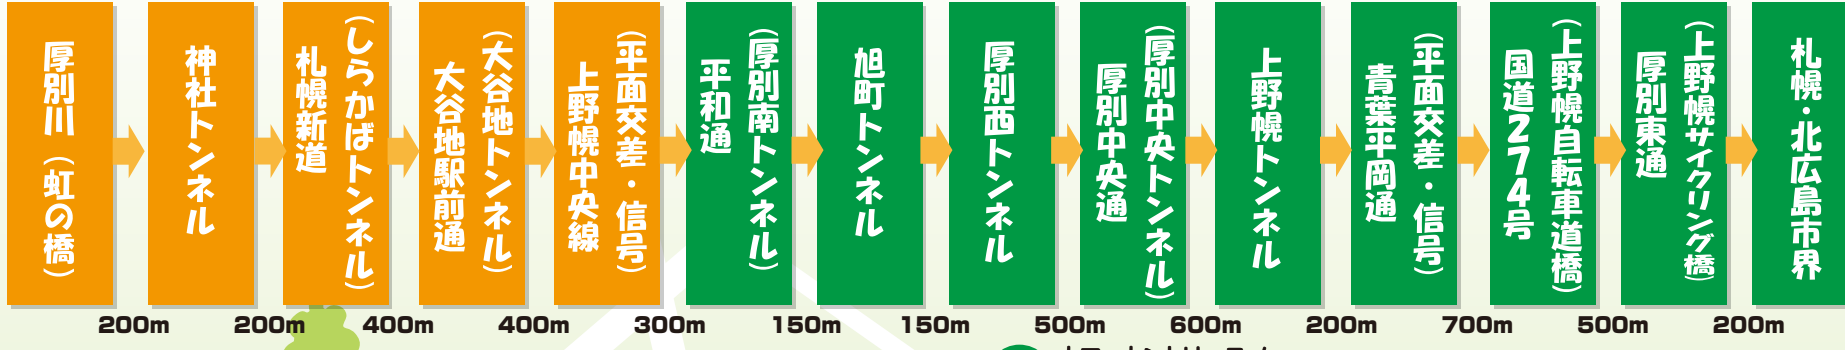 厚別川（虹の橋）
神社トンネル
（しらかばトンネル）
札幌新道
（大谷地トンネル）
大谷地駅前通
（平面交差・信号）
上野幌中央線
（厚別南トンネル）
平和通
旭町トンネル
厚別西トンネル
（厚別中央トンネル）
厚別中央通
上野幌トンネル
（平面交差・信号）
青葉平岡通
（上野幌自転車道橋）
国道274号
（上野幌サイクリング橋）
厚別東通
札幌・北広島市界
200m
200m
400m
400m
300m
150m
150m
500m
600m
200m
700m
500m
200m